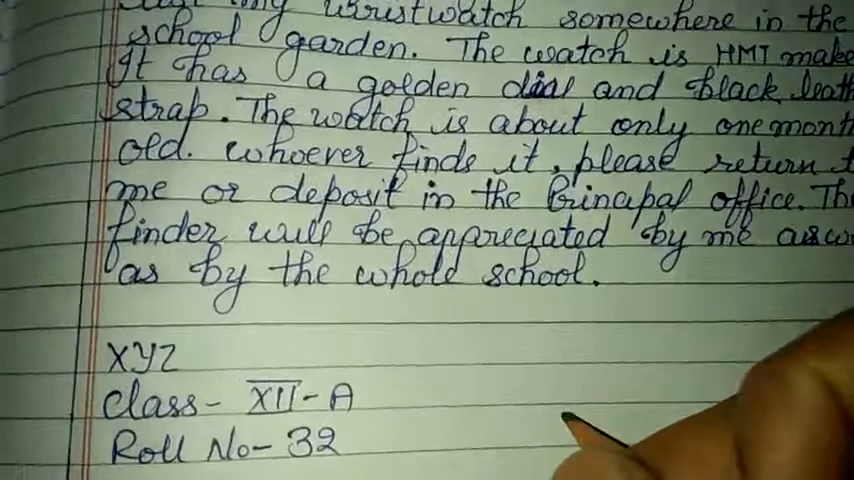 my wristwatch somewhere in the
school garden. The watch is HMT make
It has a golden dial and black leath
strap. The watch is about only one month
old. Whoever finds it, please return t
me or deposit in the Principal office. The
finder will be appreciated by me as w
as by the whole school.
XYZ
Class- XII-A
Roll No- 32